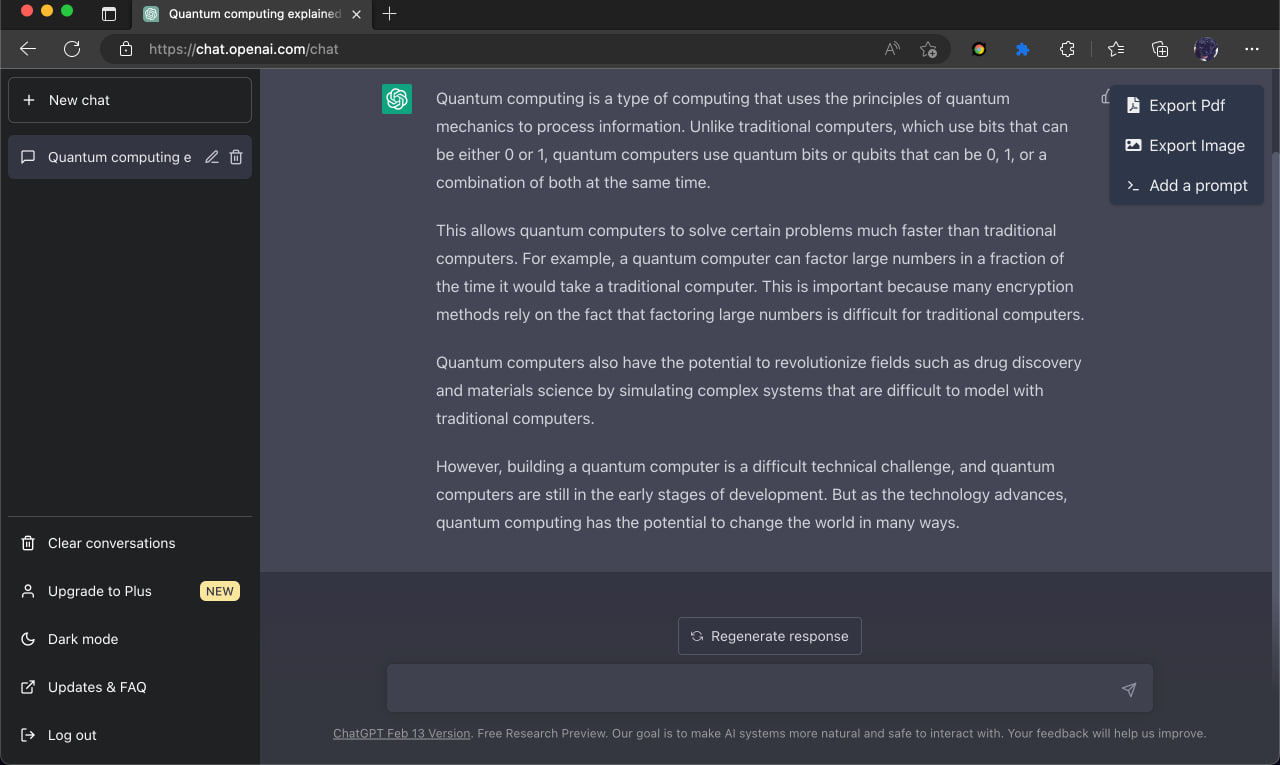 Quantum computing explained
https://chat.openai.com/chat
New chat
Quantum computing e
Quantum computing is a type of computing that uses the principles of quantum
mechanics to process information. Unlike traditional computers, which use bits that can
be either 0 or 1, quantum computers use quantum bits or qubits that can be 0, 1, or a
combination of both at the same time.
This allows quantum computers to solve certain problems much faster than traditional
computers. For example, a quantum computer can factor large numbers in a fraction of
the time it would take a traditional computer. This is important because many encryption
methods rely on the fact that factoring large numbers is difficult for traditional computers.
Quantum computers also have the potential to revolutionize fields such as drug discovery
and materials science by simulating complex systems that are difficult to model with
traditional computers.
However, building a quantum computer is a difficult technical challenge, and quantum
computers are still in the early stages of development. But as the technology advances,
quantum computing has the potential to change the world in many ways.
Export Pdf
Export Image
Add a prompt
Clear conversations
Upgrade to Plus NEW
Dark mode
Updates & FAQ
Log out
Regenerate response
ChatGPT Feb 13 Version. Free Research Preview. Our goal is to make AI systems more natural and safe to interact with. Your feedback will help us improve.